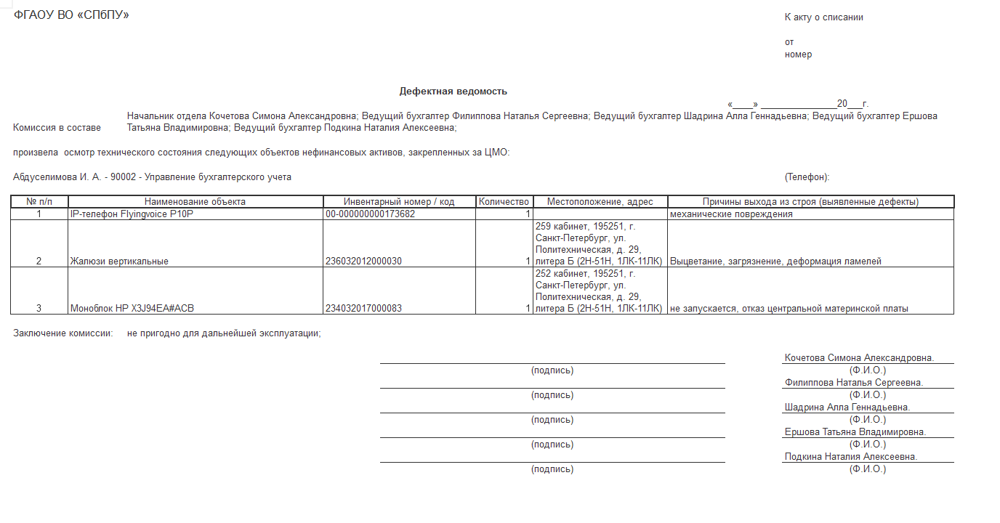 ФГАОУ ВО «СПбПУ»
К акту о списании
от
номер
Дефектная ведомость
«____» _______________20___г.
Начальник отдела Кочетова Симона Александровна; Ведущий бухгалтер Филиппова Наталья Сергеевна; Ведущий бухгалтер Шадрина Алла Геннадьевна; Ведущий бухгалтер Ершова
Комиссия в составе Татьяна Владимировна; Ведущий бухгалтер Подкина Наталия Алексеевна;
произвела осмотр технического состояния следующих объектов нефинансовых активов, закрепленных за ЦМО:
Абдуселимова И. А. - 90002 - Управление бухгалтерского учета (Телефон):
№ п/п Наименование объекта Инвентарный номер / код Количество Местоположение, адрес Причины выхода из строя (выявленные дефекты)
1 IP-телефон Flyingvoice P10P 00-000000000173682 1 механические повреждения
259 кабинет, 195251, г.
Санкт-Петербург, ул.
Политехническая, д. 29,
2 Жалюзи вертикальные 236032012000030 1 литера Б (2Н-51Н, 1ЛК-11ЛК) Выцветание, загрязнение, деформация ламелей
252 кабинет, 195251, г.
Санкт-Петербург, ул.
Политехническая, д. 29,
3 Моноблок HP X3J94EA#ACB 234032017000083 1 литера Б (2Н-51Н, 1ЛК-11ЛК) не запускается, отказ центральной материнской платы
Заключение комиссии: не пригодно для дальнейшей эксплуатации;
Кочетова Симона Александровна.
(подпись) (Ф.И.О.)
Филиппова Наталья Сергеевна.
(подпись) (Ф.И.О.)
Шадрина Алла Геннадьевна.
(подпись) (Ф.И.О.)
Ершова Татьяна Владимировна.
(подпись) (Ф.И.О.)
Подкина Наталия Алексеевна.
(подпись) (Ф.И.О.)